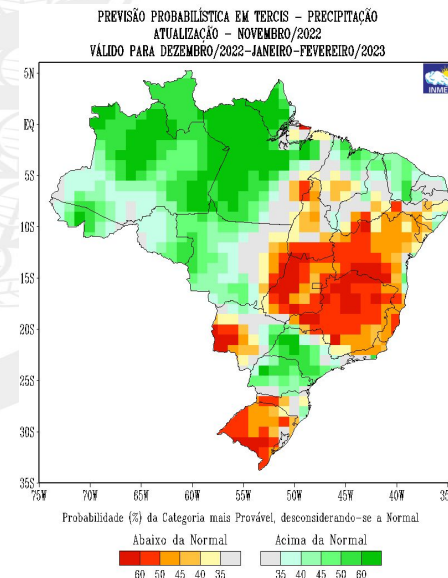 PREVISÃO PROBABILÍSTICA EM TERCIS – PRECIPITAÇÃO
ATUALIZAÇÃO – NOVEMBRO/2022
VÁLIDO PARA DEZEMBRO/2022-JANEIRO-FEVEREIRO/2023
INME
5N
EQ
5S
10S
15S
20S
25S
30S
35S
75W 70W 65W 60W 55W 50W 45W 40W 35
Probabilidade (%) da Categoria mais Provável, desconsiderando-se a Normal
Abaixo da Normal Acima da Normal
60 50 45 40 35 35 40 45 50 60